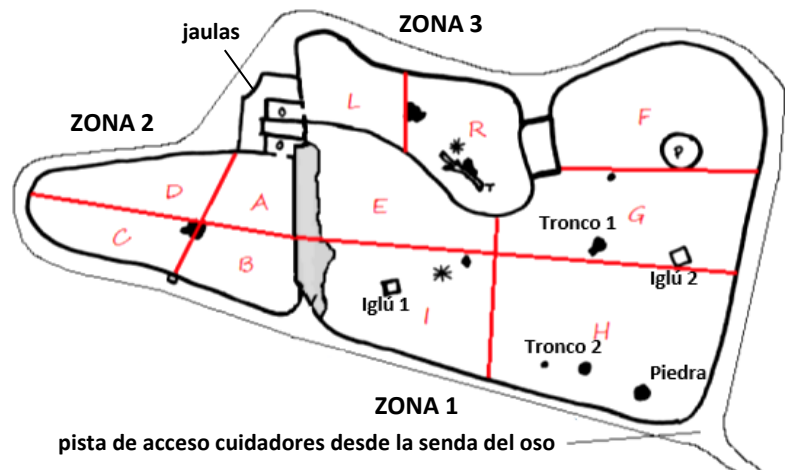 ZONA 3
jaulas
ZONA 2
L
R
F
P
T
D
A
E
G
C
B
Tronco 1
Iglú 2
Iglú 1
I
H
Tronco 2
Piedra
ZONA 1
pista de acceso cuidadores desde la senda del oso